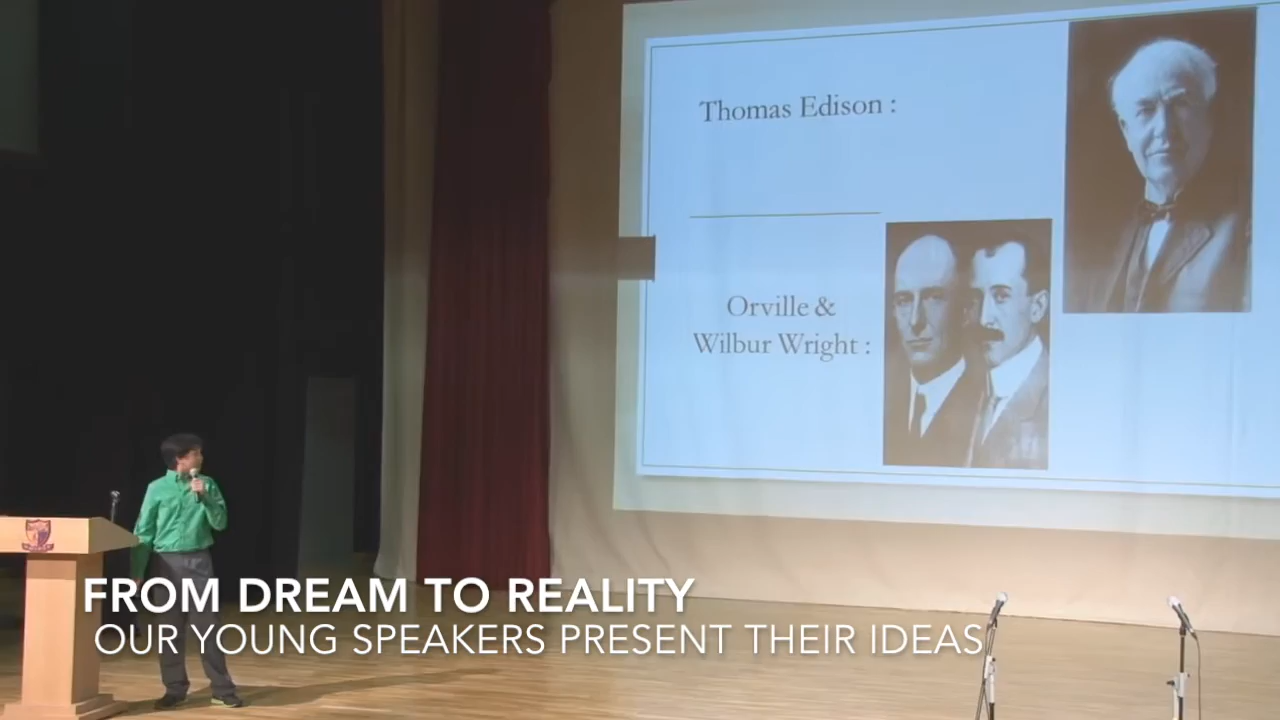 Thomas Edison :
Orville &
Wilbur Wright :
FROM DREAM TO REALITY
OUR YOUNG SPEAKERS PRESENT THEIR IDEAS